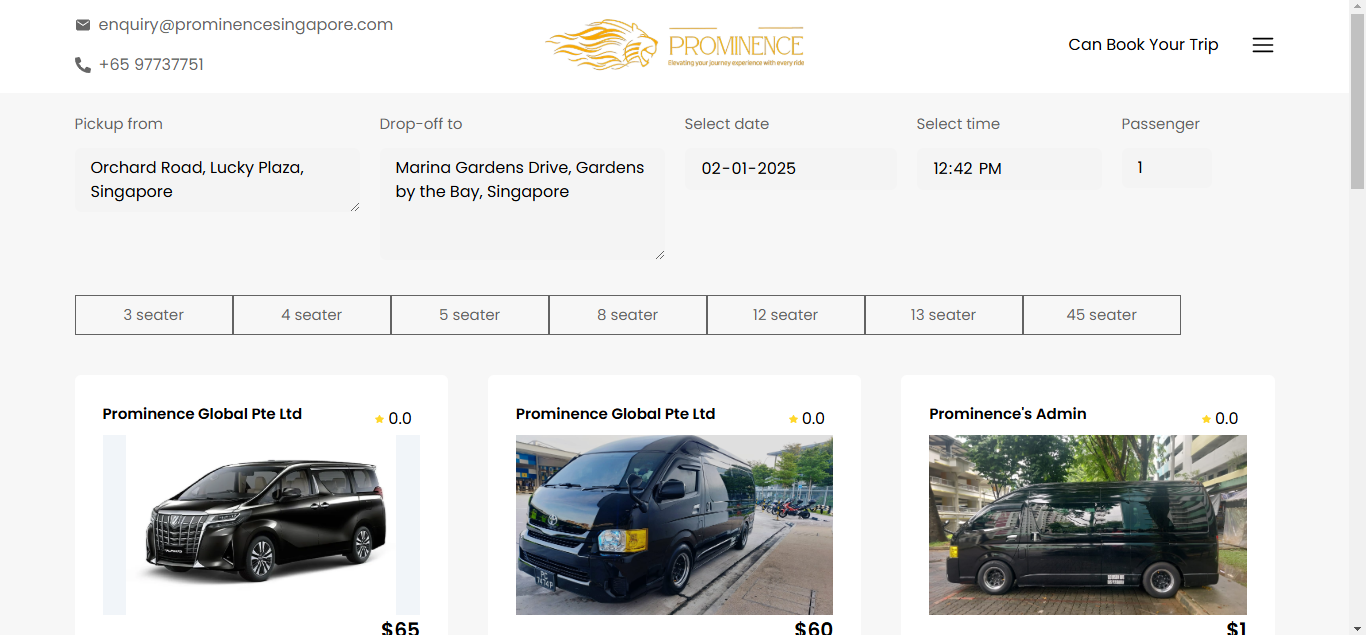 enquiry@prominencesingapore.com
+65 97737751
PROMINENCE
Elevating your journey experience with every ride
Can Book Your Trip
Pickup from
Drop-off to
Select date
Select time
Passenger
Orchard Road, Lucky Plaza,
Singapore
Marina Gardens Drive, Gardens
by the Bay, Singapore
02-01-2025
12:42 PM
1
3 seater
4 seater
5 seater
8 seater
12 seater
13 seater
45 seater
Prominence Global Pte Ltd
0.0
Prominence Global Pte Ltd
0.0
Prominence's Admin
0.0
$65
$60
$1